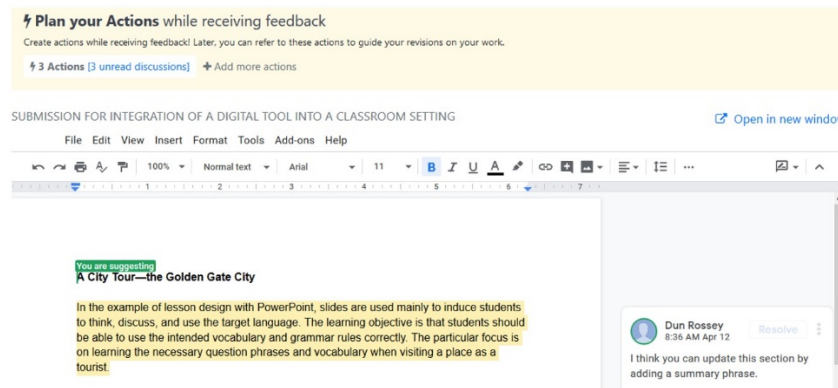 Plan your Actions while receiving feedback
Create actions while receiving feedback! Later, you can refer to these actions to guide your revisions on your work.
3 Actions [3 unread discussions] + Add more actions
SUBMISSION FOR INTEGRATION OF A DIGITAL TOOL INTO A CLASSROOM SETTING
Open in new window
File Edit View Insert Format Tools Add-ons Help
100% Normal text Arial 11 B I U A
1 2 3 4 5 6 7
You are suggesting
A City Tour—the Golden Gate City
In the example of lesson design with PowerPoint, slides are used mainly to induce students
to think, discuss, and use the target language. The learning objective is that students should
be able to use the intended vocabulary and grammar rules correctly. The particular focus is
on learning the necessary question phrases and vocabulary when visiting a place as a
tourist.
Dun Rossey
8:36 AM Apr 12
Resolve
I think you can update this section by
adding a summary phrase.